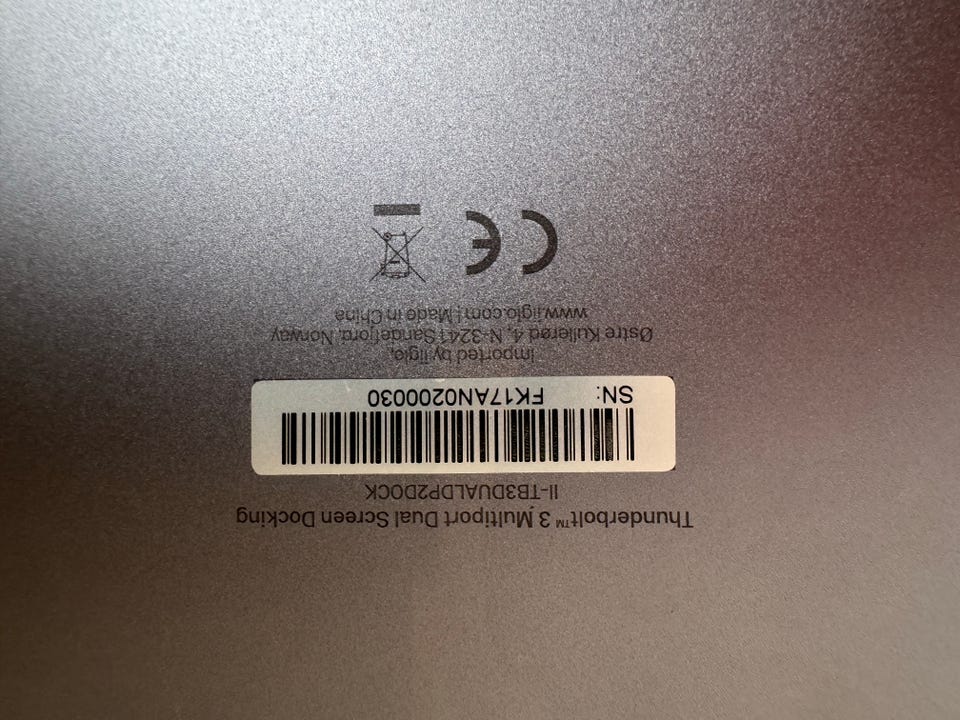 Thunderbolt™ 3 Multiport Dual Screen Docking
II-TB3DUALDP2DOCK
SN: FK17AN0200030
Imported by iiglo,
Østre Kullerød 4, N-3241 Sandefjord, Norway
www.iiglo.com | Made in China
CE